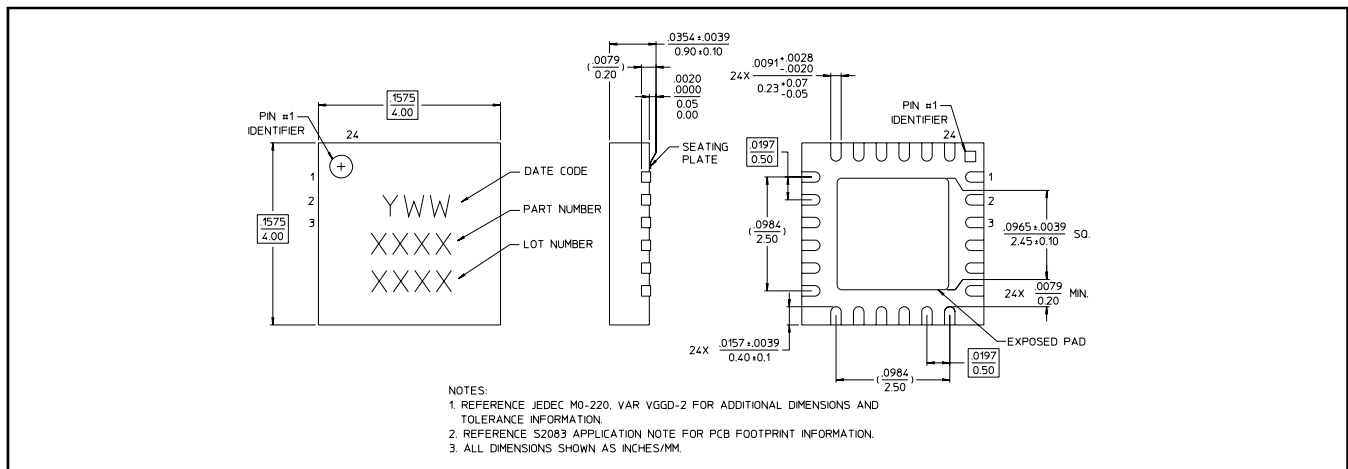 .1575
4.00
PIN #1
IDENTIFIER
24
1
2
3
.1575
4.00
YWW
XXXX
XXXX
DATE CODE
PART NUMBER
LOT NUMBER
.0354±.0039
0.90±0.10
(.0079
0.20)
.0020
.0000
0.05
0.00
SEATING
PLATE
24X .0091+.0028
-.0020
0.23+0.07
-0.05
PIN #1
IDENTIFIER
24
.0197
0.50
1
2
3
(.0984
2.50)
.0965±.0039
2.45±0.10 SQ.
24X .0079
0.20 MIN.
24X .0157±.0039
0.40±0.1
EXPOSED PAD
(.0984
2.50)
.0197
0.50
NOTES:
1. REFERENCE JEDEC MO-220, VAR VGGD-2 FOR ADDITIONAL DIMENSIONS AND
TOLERANCE INFORMATION.
2. REFERENCE S2083 APPLICATION NOTE FOR PCB FOOTPRINT INFORMATION.
3. ALL DIMENSIONS SHOWN AS INCHES/MM.